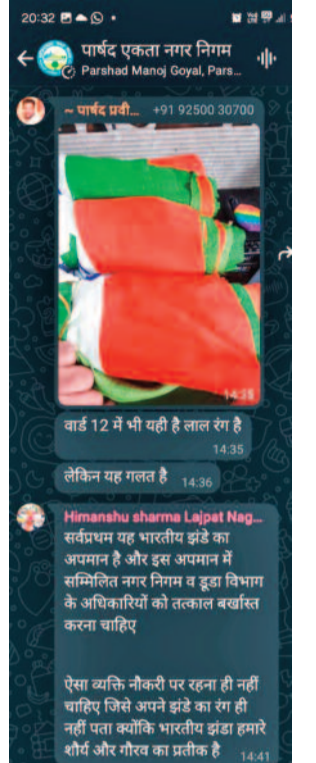 20:32
पार्षद एकता नगर निगम
Parshad Manoj Goyal, Pars...
~ पार्षद प्रवी... +91 92500 30700
14:35
वार्ड 12 में भी यही है लाल रंग है
14:35
लेकिन यह गलत है 14:36
Himanshu sharma Lajpat Nag...
सर्वप्रथम यह भारतीय झंडे का
अपमान है और इस अपमान में
सम्मिलित नगर निगम व डूडा विभाग
के अधिकारियों को तत्काल बर्खास्त
करना चाहिए
ऐसा व्यक्ति नौकरी पर रहना ही नहीं
चाहिए जिसे अपने झंडे का रंग ही
नहीं पता क्योंकि भारतीय झंडा हमारे
शौर्य और गौरव का प्रतीक है 14:41